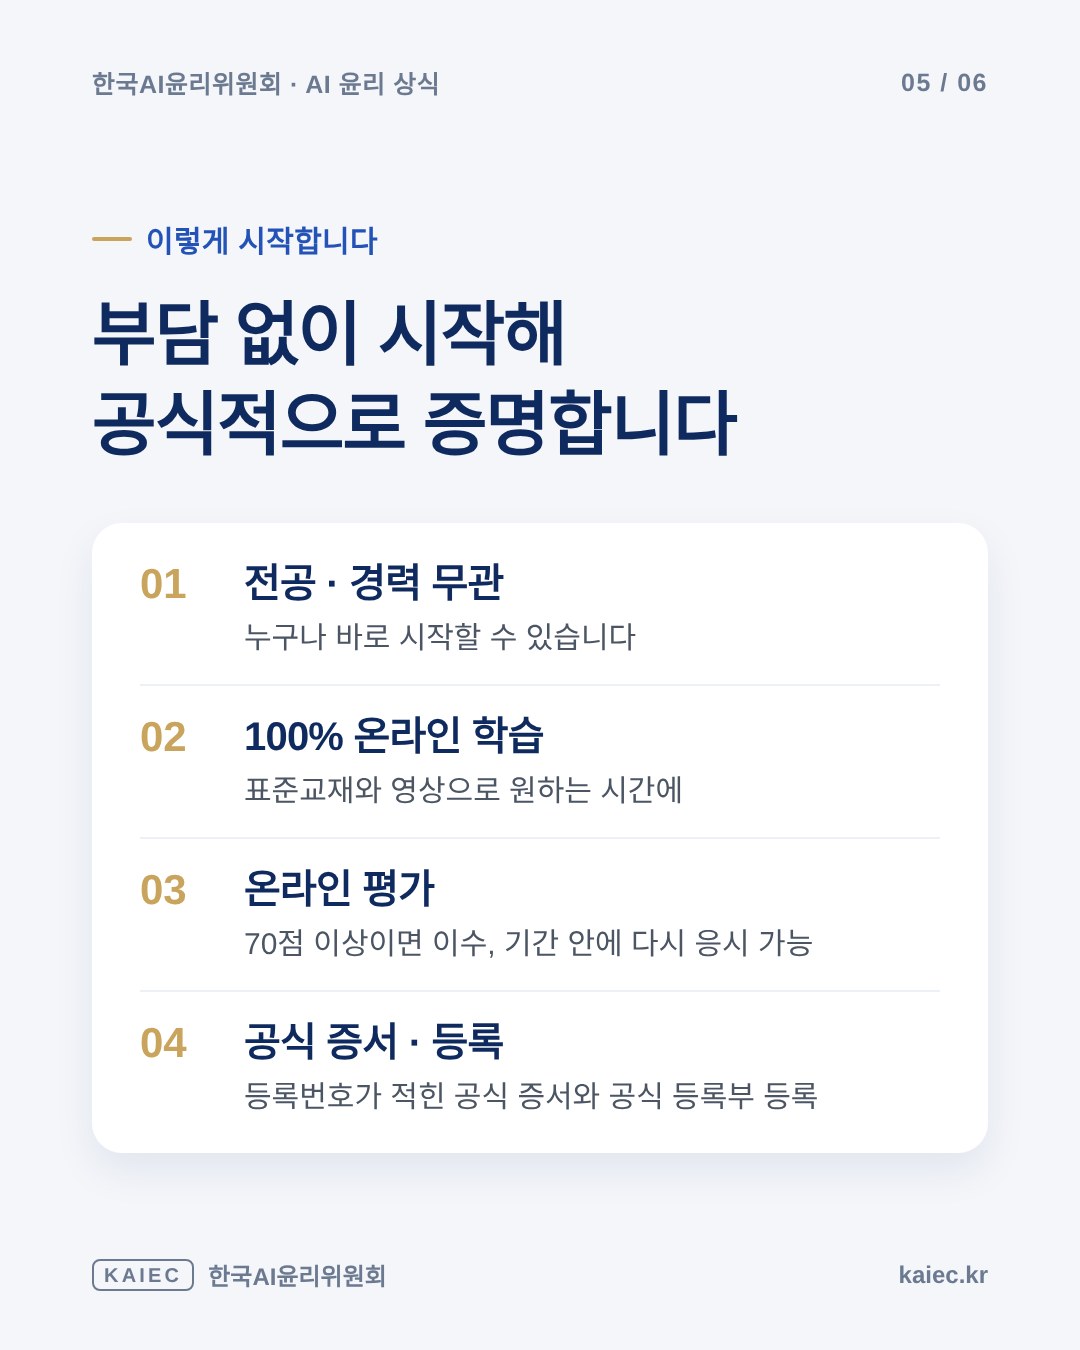 한국AI윤리위원회 · AI 윤리 상식
05 / 06
이렇게 시작합니다
부담 없이 시작해
공식적으로 증명합니다
01 전공 · 경력 무관
누구나 바로 시작할 수 있습니다
02 100% 온라인 학습
표준교재와 영상으로 원하는 시간에
03 온라인 평가
70점 이상이면 이수, 기간 안에 다시 응시 가능
04 공식 증서 · 등록
등록번호가 적힌 공식 증서와 공식 등록부 등록
KAIEC 한국AI윤리위원회
kaiec.kr